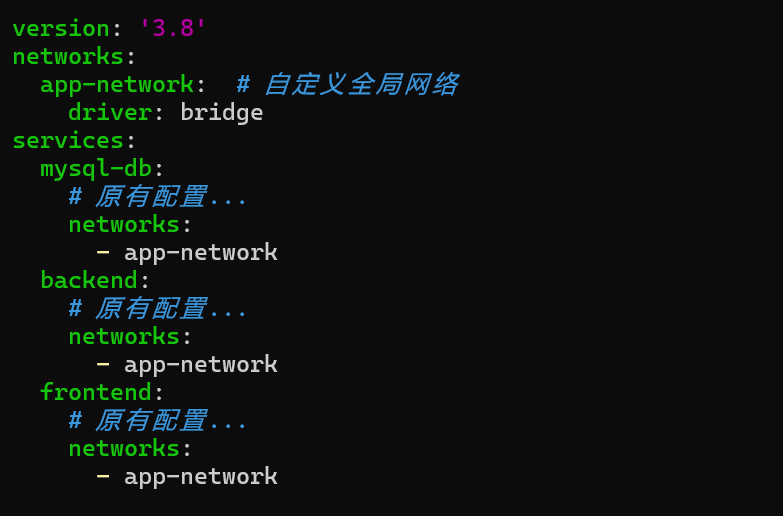 version: '3.8'
networks:
  app-network:  # 自定义全局网络
    driver: bridge
services:
  mysql-db:
    # 原有配置...
    networks:
      - app-network
  backend:
    # 原有配置...
    networks:
      - app-network
  frontend:
    # 原有配置...
    networks:
      - app-network